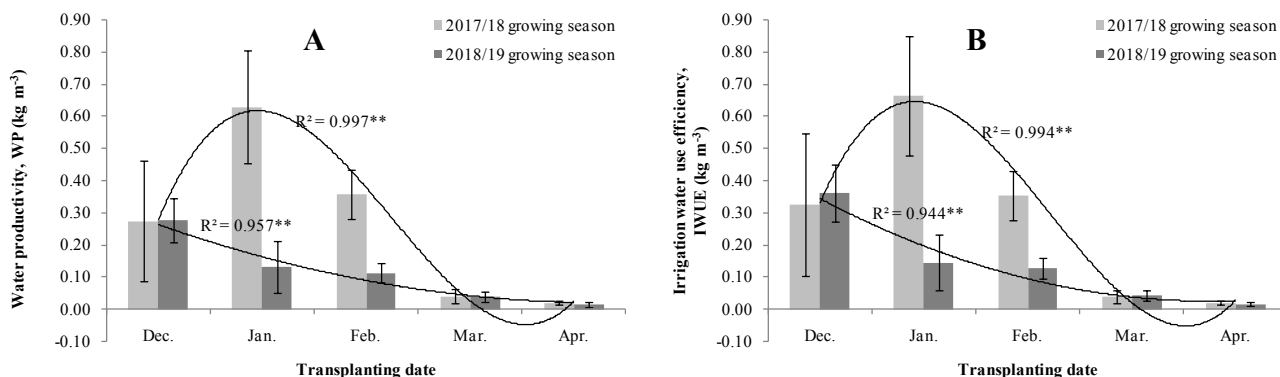 A
2017/18 growing season
2018/19 growing season
Water productivity, WP (kg m⁻³)
0.90
0.80
0.70
0.60
0.50
0.40
0.30
0.20
0.10
0.00
-0.10
R² = 0.997**
R² = 0.957**
Dec. Jan. Feb. Mar. Apr.
Transplanting date
B
2017/18 growing season
2018/19 growing season
Irrigation water use efficiency,
IWUE (kg m⁻³)
0.90
0.80
0.70
0.60
0.50
0.40
0.30
0.20
0.10
0.00
-0.10
R² = 0.994**
R² = 0.944**
Dec. Jan. Feb. Mar. Apr.
Transplanting date